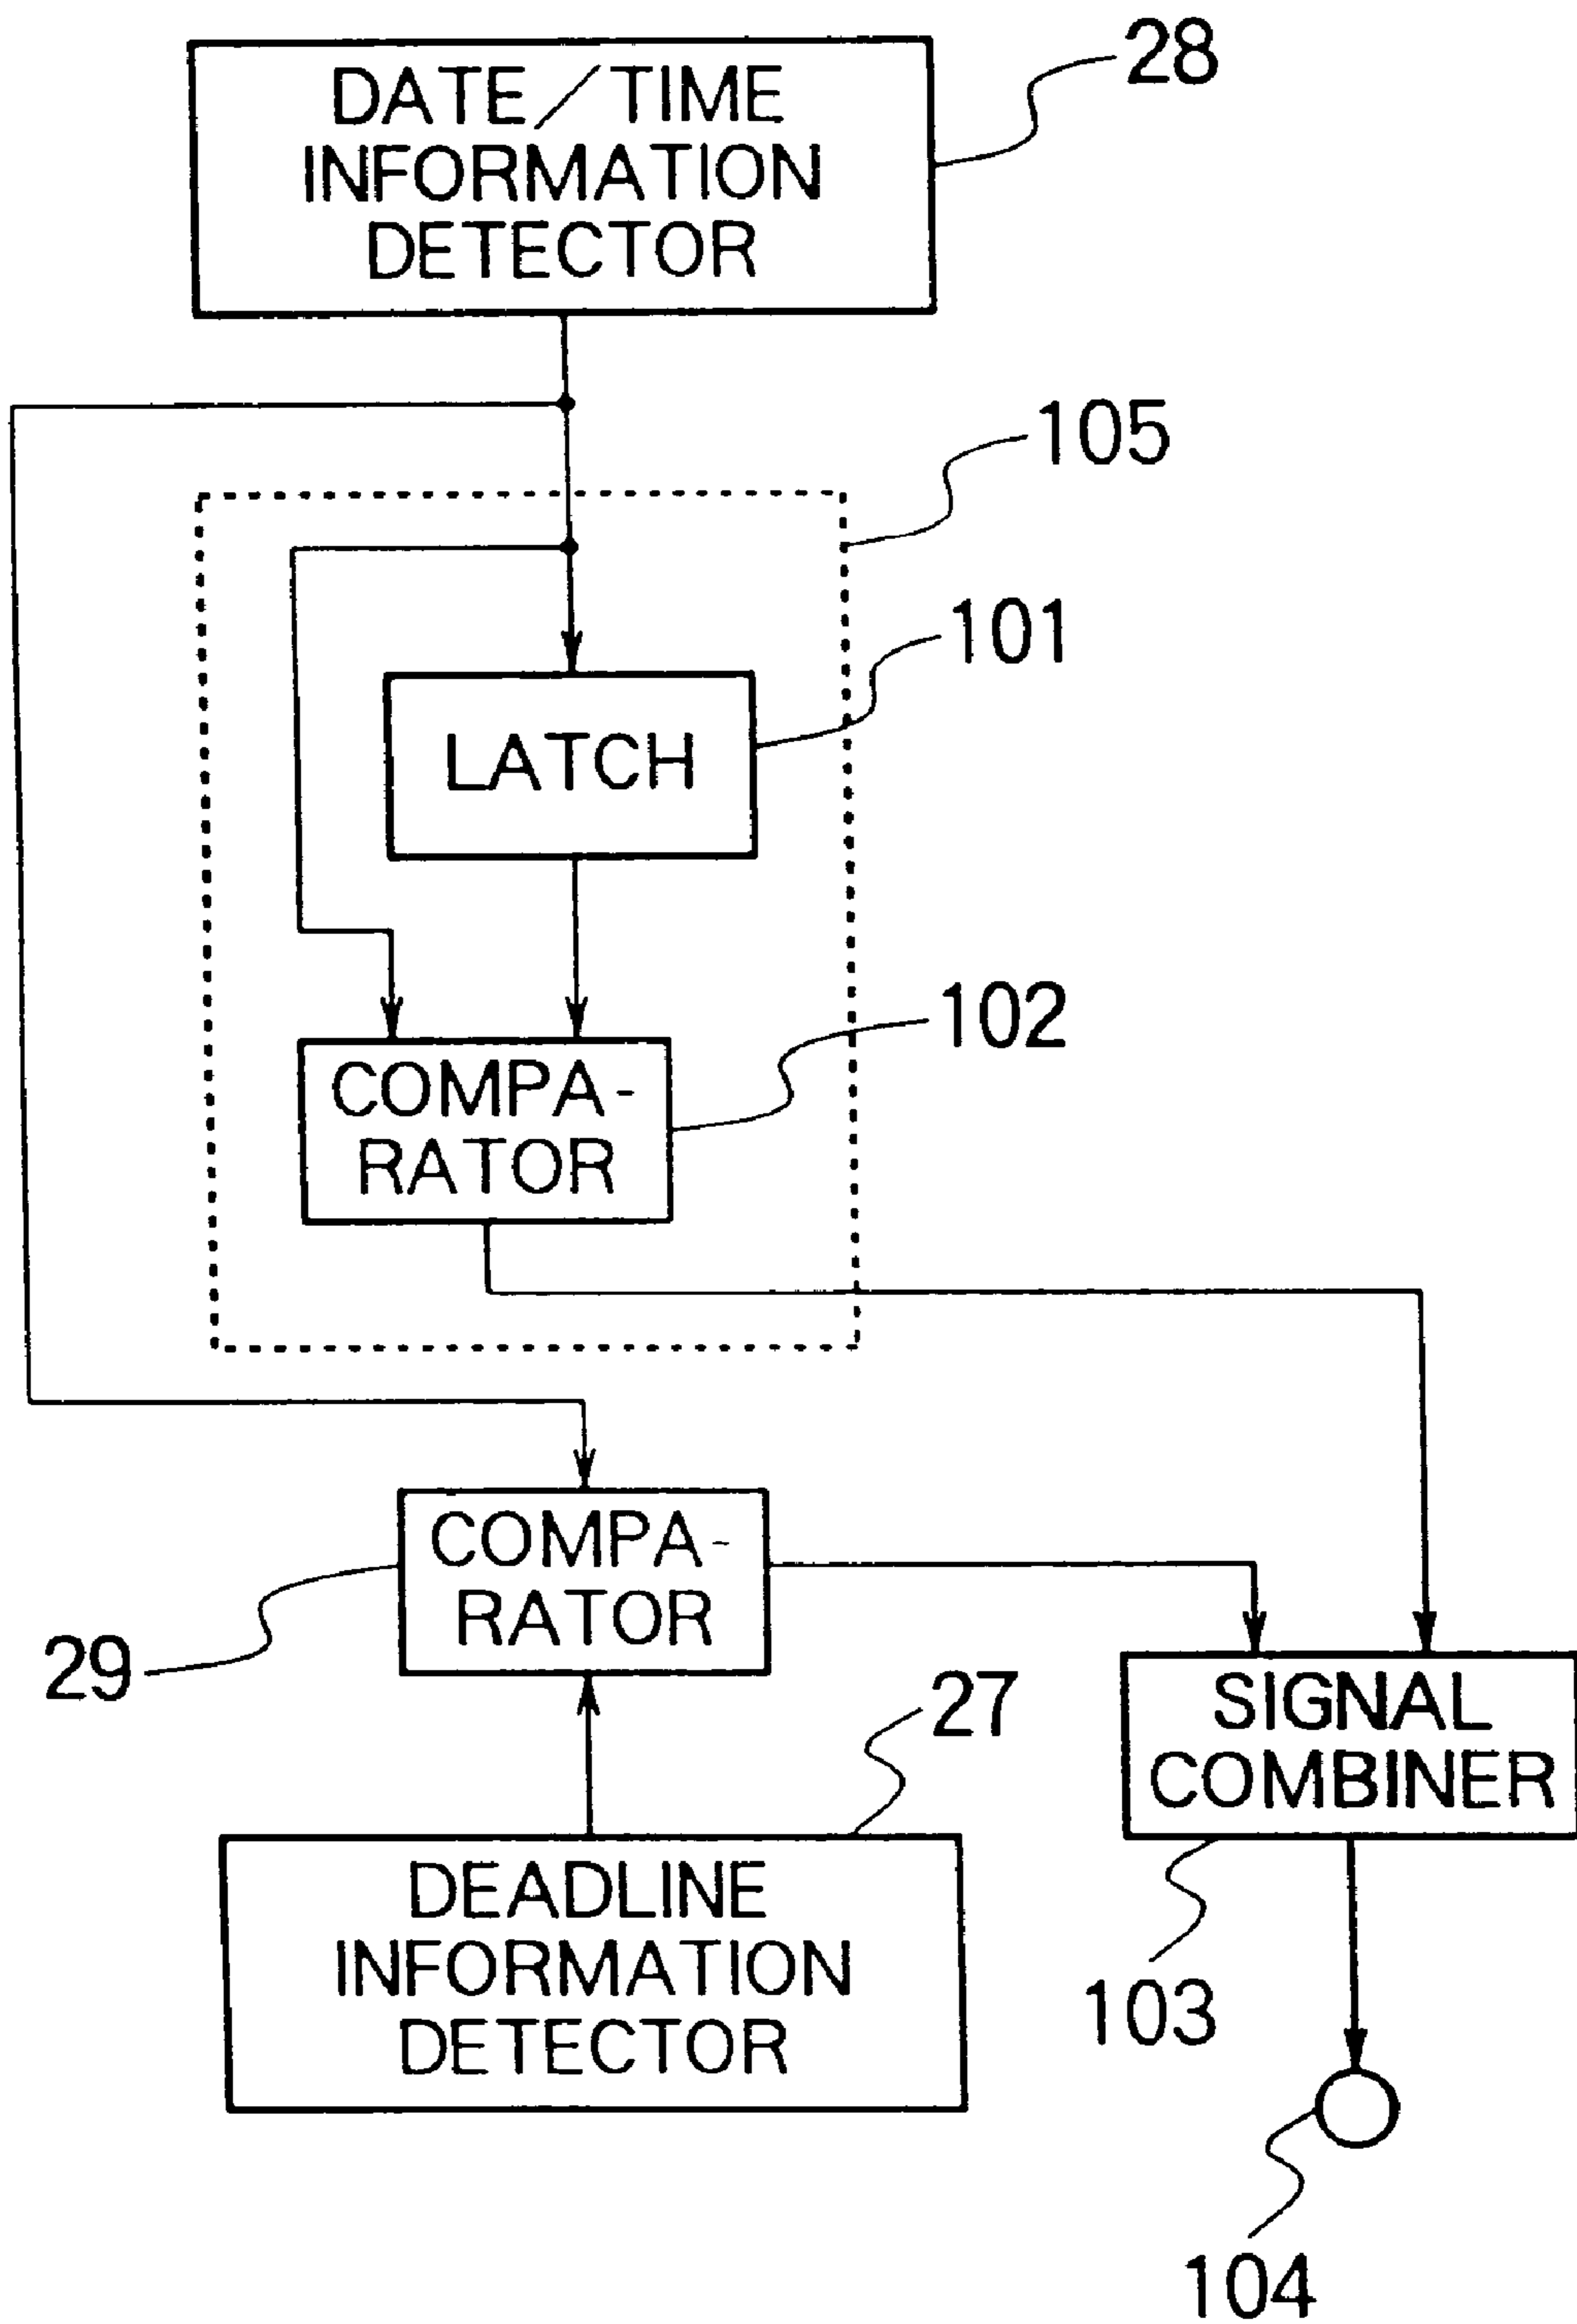 28
DATE/TIME
INFORMATION
DETECTOR
105
101
LATCH
102
COMPA-
RATOR
COMPA-
RATOR
29
27
SIGNAL
COMBINER
DEADLINE
INFORMATION
DETECTOR
103
104